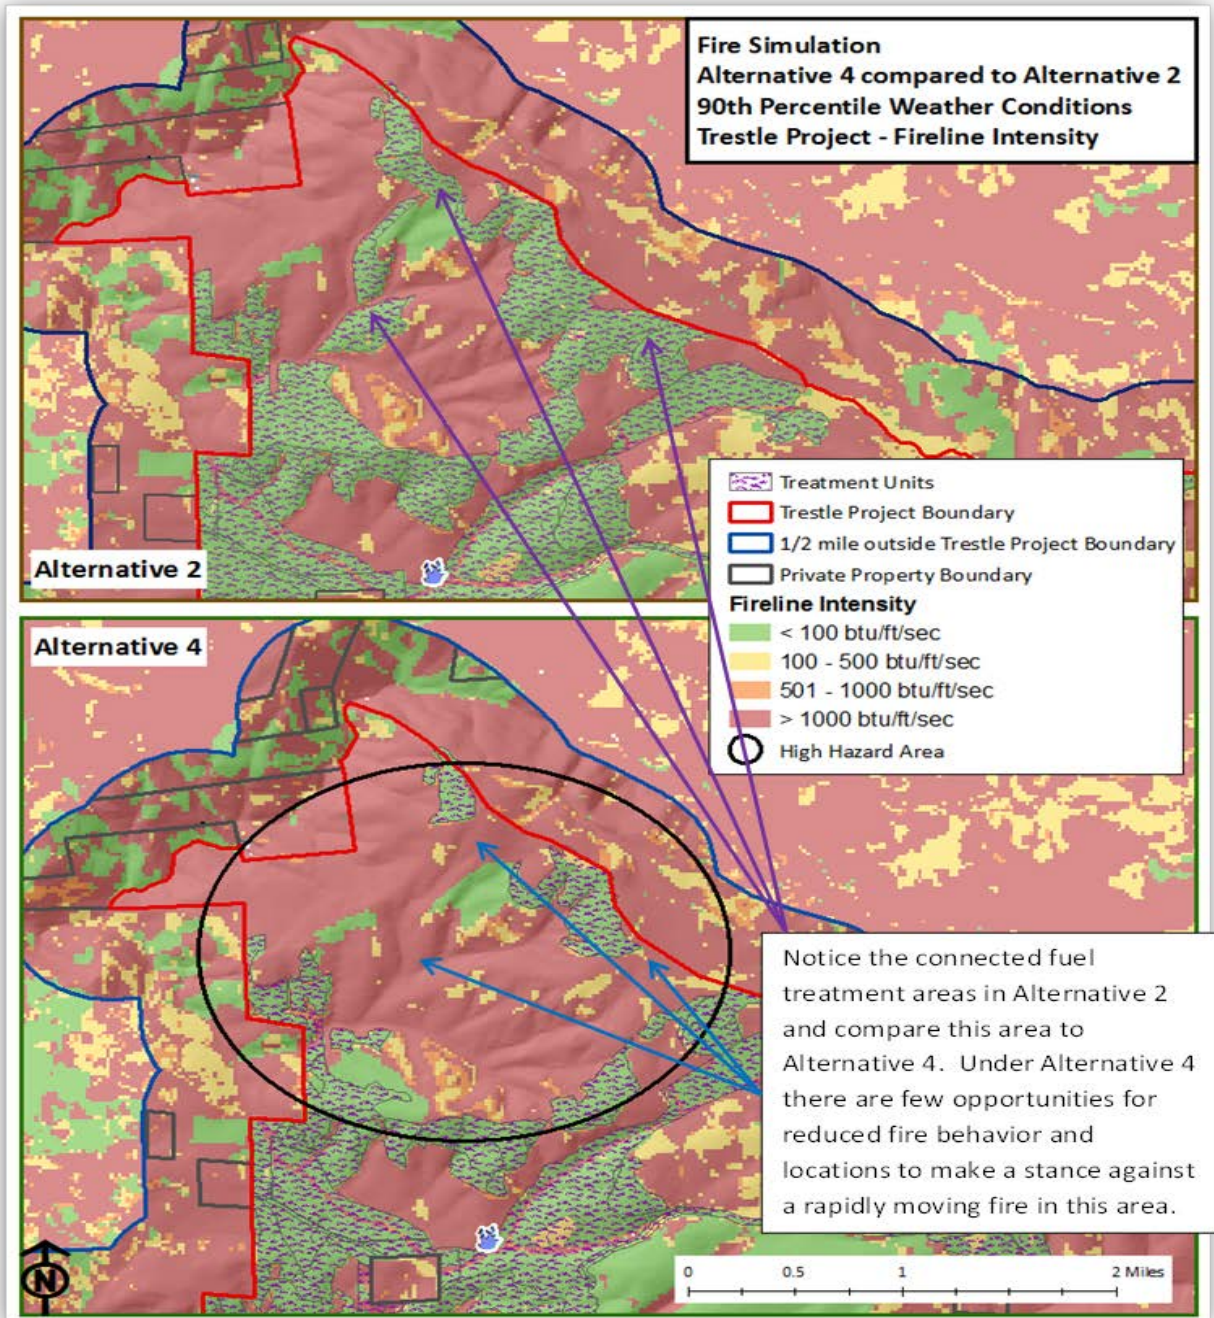 Fire Simulation
Alternative 4 compared to Alternative 2
90th Percentile Weather Conditions
Trestle Project - Fireline Intensity
Treatment Units
Trestle Project Boundary
1/2 mile outside Trestle Project Boundary
Private Property Boundary
Fireline Intensity
< 100 btu/ft/sec
100 - 500 btu/ft/sec
501 - 1000 btu/ft/sec
> 1000 btu/ft/sec
High Hazard Area
Alternative 2
Alternative 4
Notice the connected fuel
treatment areas in Alternative 2
and compare this area to
Alternative 4. Under Alternative 4
there are few opportunities for
reduced fire behavior and
locations to make a stance against
a rapidly moving fire in this area.
N
0 0.5 1 2 Miles